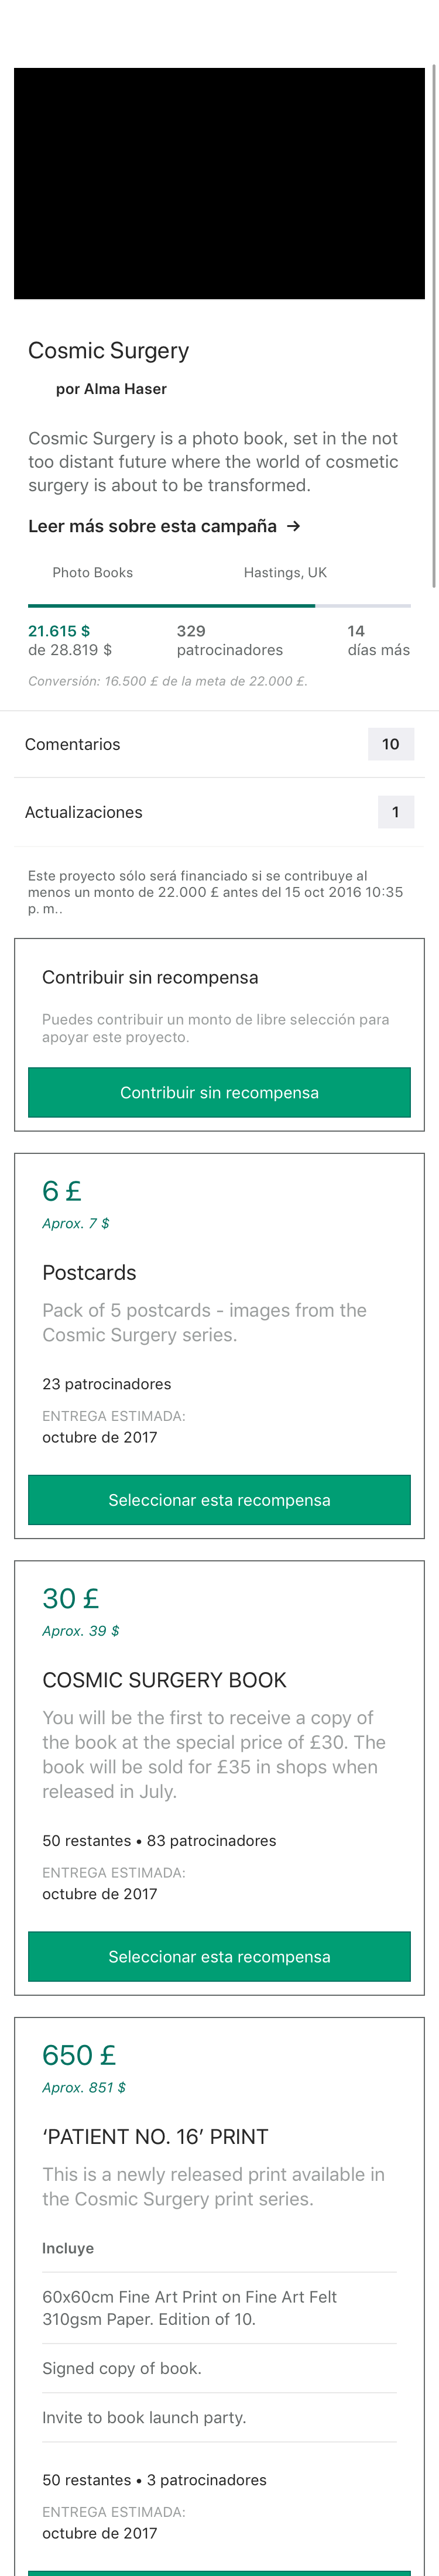 Cosmic Surgery
por Alma Haser
Cosmic Surgery is a photo book, set in the not
too distant future where the world of cosmetic
surgery is about to be transformed.
Leer más sobre esta campaña →
Photo Books Hastings, UK
21.615 $ 329 14
de 28.819 $ patrocinadores días más
Conversión: 16.500 £ de la meta de 22.000 £.
Comentarios 10
Actualizaciones 1
Este proyecto sólo será financiado si se contribuye al
menos un monto de 22.000 £ antes del 15 oct 2016 10:35
p. m..
Contribuir sin recompensa
Puedes contribuir un monto de libre selección para
apoyar este proyecto.
Contribuir sin recompensa
6 £
Aprox. 7 $
Postcards
Pack of 5 postcards - images from the
Cosmic Surgery series.
23 patrocinadores
ENTREGA ESTIMADA:
octubre de 2017
Seleccionar esta recompensa
30 £
Aprox. 39 $
COSMIC SURGERY BOOK
You will be the first to receive a copy of
the book at the special price of £30. The
book will be sold for £35 in shops when
released in July.
50 restantes • 83 patrocinadores
ENTREGA ESTIMADA:
octubre de 2017
Seleccionar esta recompensa
650 £
Aprox. 851 $
‘PATIENT NO. 16’ PRINT
This is a newly released print available in
the Cosmic Surgery print series.
Incluye
60x60cm Fine Art Print on Fine Art Felt
310gsm Paper. Edition of 10.
Signed copy of book.
Invite to book launch party.
50 restantes • 3 patrocinadores
ENTREGA ESTIMADA:
octubre de 2017